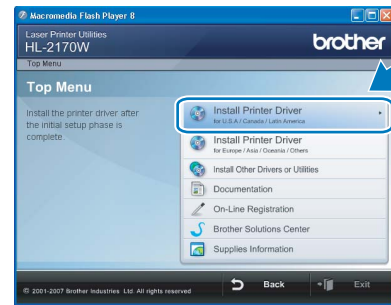 Macromedia Flash Player 8
Laser Printer Utilities
HL-2170W
brother
Top Menu
Top Menu
Install the printer driver after
the initial setup phase is
complete.
Install Printer Driver
for U.S.A / Canada / Latin America
Install Printer Driver
for Europe / Asia / Oceania / Others
Install Other Drivers or Utilities
Documentation
On-Line Registration
Brother Solutions Center
Supplies Information
© 2001-2007 Brother Industries Ltd. All rights reserved
Back
Exit